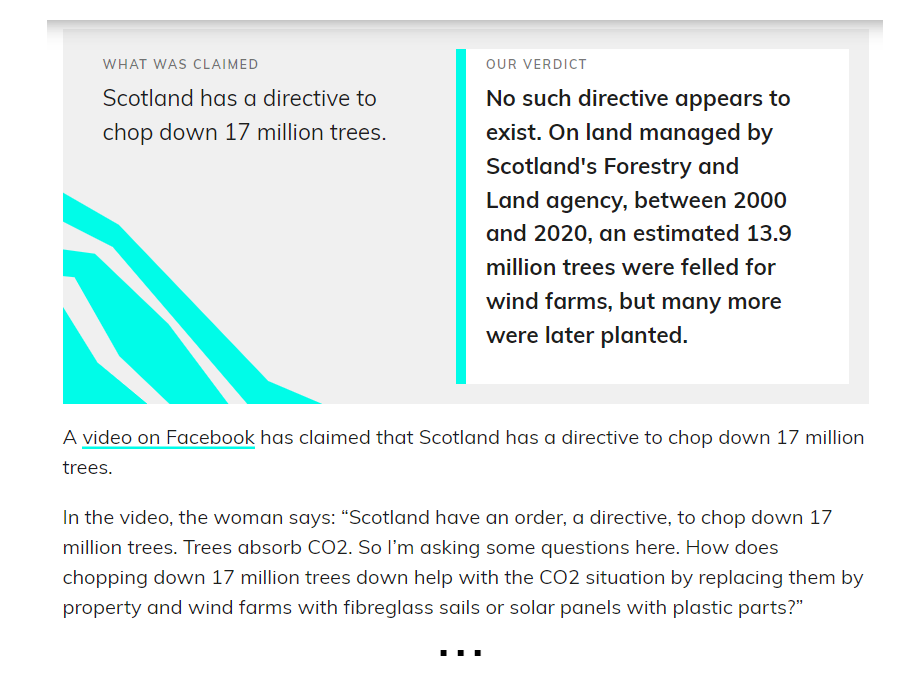 WHAT WAS CLAIMED
Scotland has a directive to
chop down 17 million trees.
OUR VERDICT
No such directive appears to
exist. On land managed by
Scotland's Forestry and
Land agency, between 2000
and 2020, an estimated 13.9
million trees were felled for
wind farms, but many more
were later planted.
A video on Facebook has claimed that Scotland has a directive to chop down 17 million
trees.
In the video, the woman says: “Scotland have an order, a directive, to chop down 17
million trees. Trees absorb CO2. So I’m asking some questions here. How does
chopping down 17 million trees down help with the CO2 situation by replacing them by
property and wind farms with fibreglass sails or solar panels with plastic parts?”
...